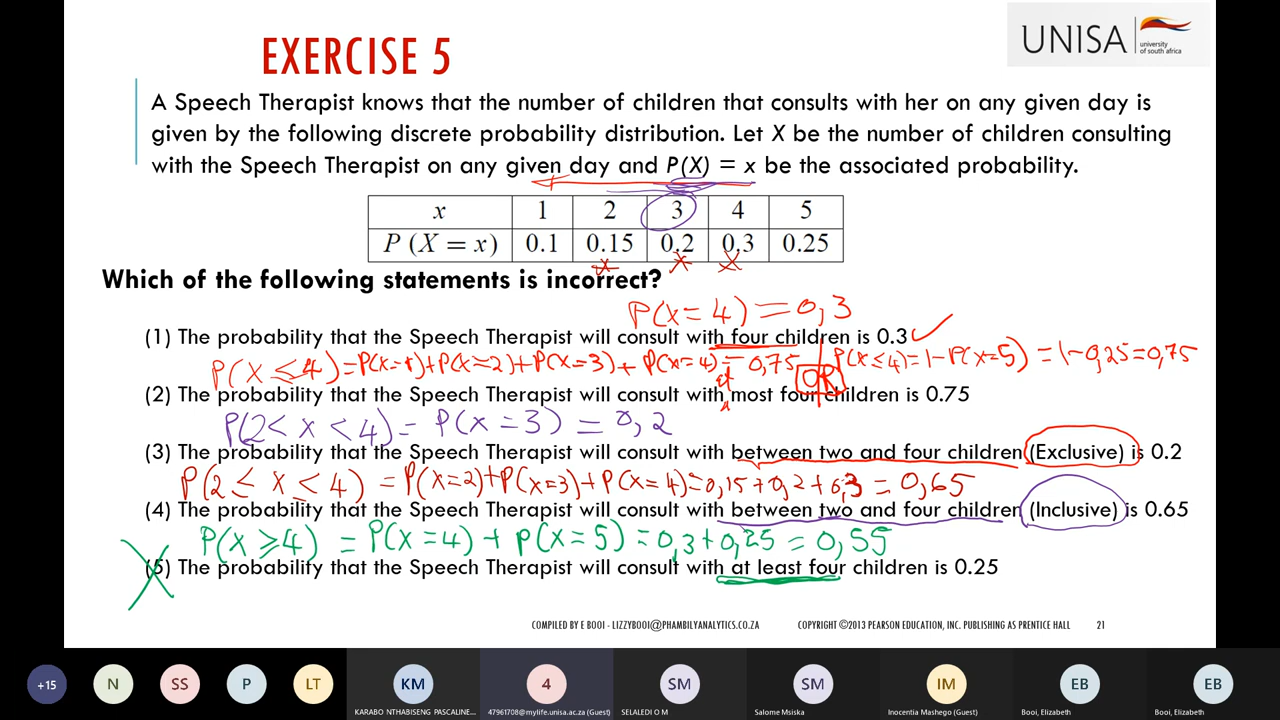 UNISA university of south africa
EXERCISE 5
A Speech Therapist knows that the number of children that consults with her on any given day is
given by the following discrete probability distribution. Let X be the number of children consulting
with the Speech Therapist on any given day and P(X) = x be the associated probability.
x 1 2 3 4 5
P (X = x) 0.1 0.15 0.2 0.3 0.25
Which of the following statements is incorrect?
P(X=4)=0,3
(1) The probability that the Speech Therapist will consult with four children is 0.3
P(X≤4)=P(X=1)+P(X=2)+P(X=3)+P(X=4)=0,75 OR P(X≤4)=1-P(X=5)=1-0,25=0,75
at
(2) The probability that the Speech Therapist will consult with most four children is 0.75
P(2<X<4)=P(X=3)=0,2
(3) The probability that the Speech Therapist will consult with between two and four children (Exclusive) is 0.2
P(2≤X≤4)=P(X=2)+P(X=3)+P(X=4)=0,15+0,2+0,3=0,65
(4) The probability that the Speech Therapist will consult with between two and four children (Inclusive) is 0.65
P(X≥4)=P(X=4)+P(X=5)=0,3+0,25=0,55
(5) The probability that the Speech Therapist will consult with at least four children is 0.25
COMPILED BY E BOOI - LIZZYBOOI@PHAMBILYANALYTICS.CO.ZA COPYRIGHT ©2013 PEARSON EDUCATION, INC. PUBLISHING AS PRENTICE HALL 21
+15 N SS P LT KM 4 SM SM IM EB EB
KARABO NTHABISENG PASCALINE... 47961708@mylife.unisa.ac.za (Guest) SELALEDI O M Salome Msiska Inocentia Mashego (Guest) Booi, Elizabeth Booi, Elizabeth